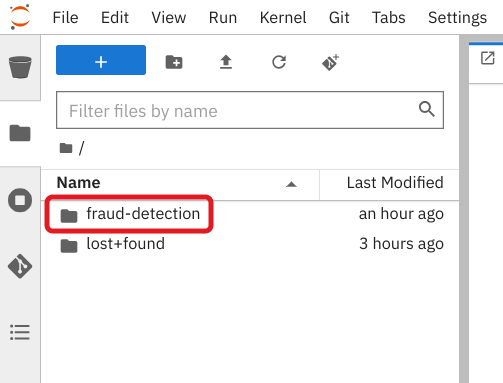 File Edit View Run Kernel Git Tabs Settings
+
Filter files by name
/
Name Last Modified
fraud-detection an hour ago
lost+found 3 hours ago